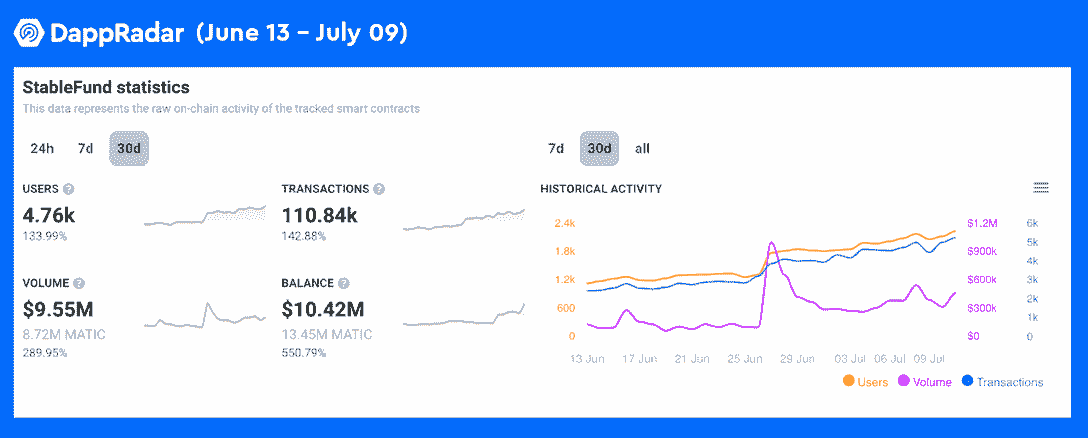 DappRadar (June 13 – July 09)
StableFund statistics
This data represents the raw on-chain activity of the tracked smart contracts
24h 7d 30d
7d 30d all
USERS ?
4.76k
133.99%
TRANSACTIONS ?
110.84k
142.88%
VOLUME ?
$9.55M
8.72M MATIC
289.95%
BALANCE ?
$10.42M
13.45M MATIC
550.79%
HISTORICAL ACTIVITY
2.4k $1.2M 6k
5k
1.8k $900k
4k
1.2k $600k 3k
2k
600 $300k
1k
0 $0 0
13 Jun 17 Jun 21 Jun 25 Jun 29 Jun 03 Jul 06 Jul 09 Jul
Users Volume Transactions